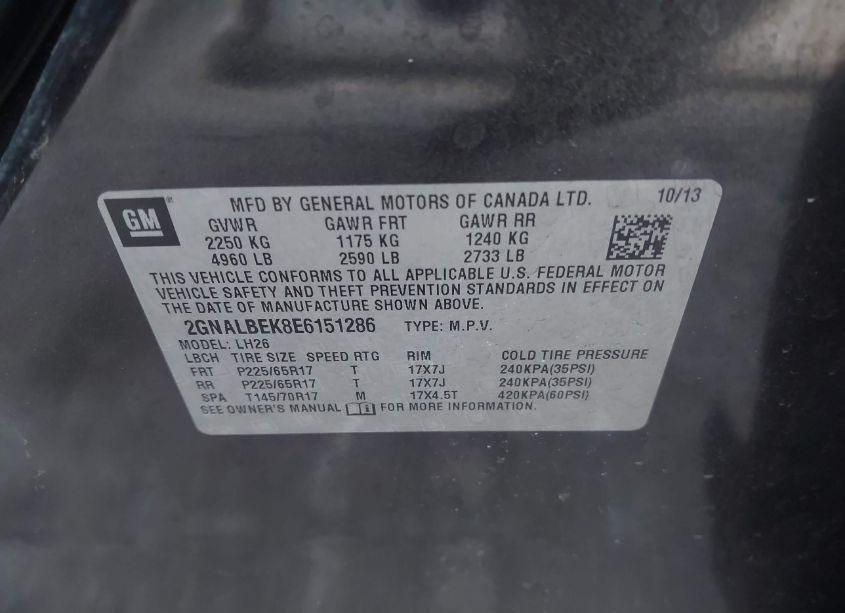 GM MFD BY GENERAL MOTORS OF CANADA LTD. 10/13
GVWR GAWR FRT GAWR RR
2250 KG 1175 KG 1240 KG
4960 LB 2590 LB 2733 LB
THIS VEHICLE CONFORMS TO ALL APPLICABLE U.S. FEDERAL MOTOR
VEHICLE SAFETY AND THEFT PREVENTION STANDARDS IN EFFECT ON
THE DATE OF MANUFACTURE SHOWN ABOVE.
2GNALBEK8E6151286 TYPE: M.P.V.
MODEL: LH26
LBCH TIRE SIZE SPEED RTG RIM COLD TIRE PRESSURE
FRT P225/65R17 T 17X7J 240KPA(35PSI)
RR P225/65R17 T 17X7J 240KPA(35PSI)
SPA T145/70R17 M 17X4.5T 420KPA(60PSI)
SEE OWNER'S MANUAL FOR MORE INFORMATION.